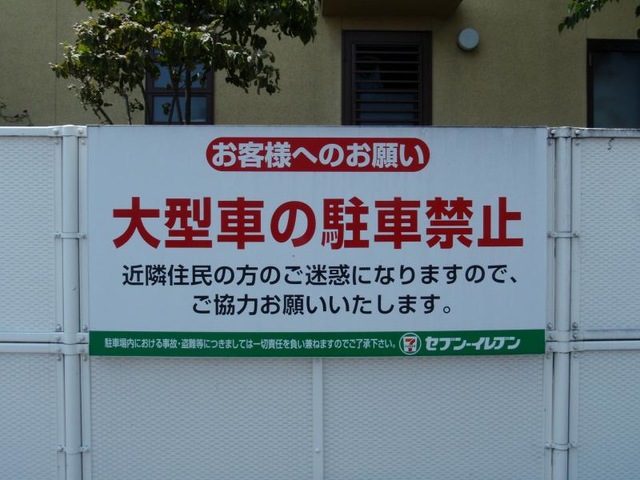 お客様へのお願い
大型車の駐車禁止
近隣住民の方のご迷惑になりますので、
ご協力お願いいたします。
駐車場内における事故・盗難等につきましては一切責任を負い兼ねますのでご了承下さい。 セブン-イレブン